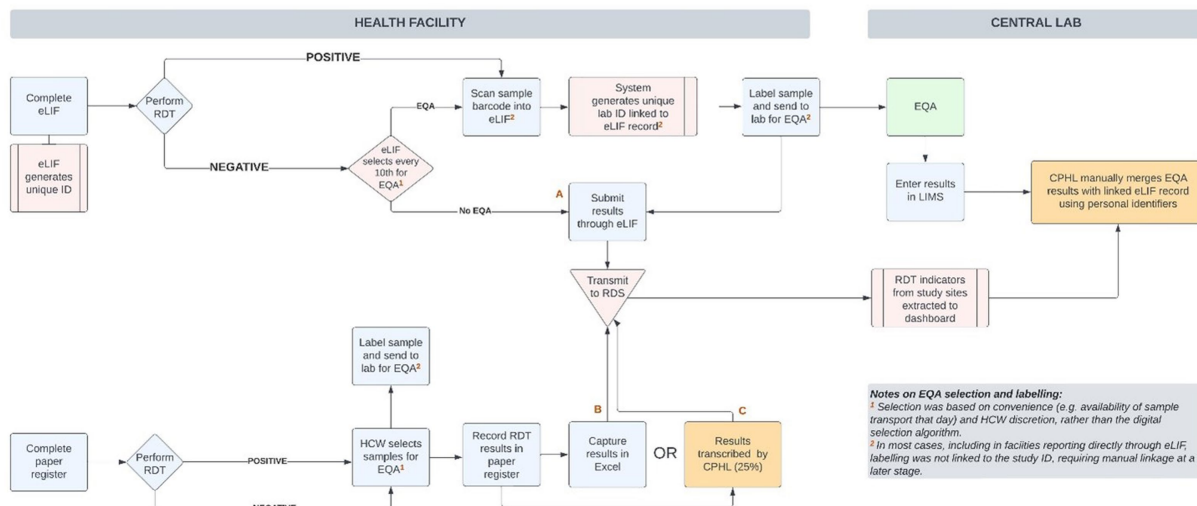 HEALTH FACILITY
CENTRAL LAB
POSITIVE
Complete
eLIF
Perform
RDT
EQA
Scan sample
barcode into
eLIF²
System
generates unique
lab ID linked to
eLIF record²
Label sample
and send to
lab for EQA²
EQA
eLIF
generates
unique ID
NEGATIVE
eLIF
selects every
10th for
EQA¹
Enter results
in LIMS
CPHL manually merges EQA
results with linked eLIF record
using personal identifiers
No EQA
A
Submit
results
through eLIF
Transmit
to RDS
RDT indicators
from study sites
extracted to
dashboard
Label sample
and send to
lab for EQA²
Notes on EQA selection and labelling:
¹ Selection was based on convenience (e.g. availability of sample
transport that day) and HCW discretion, rather than the digital
selection algorithm.
² In most cases, including in facilities reporting directly through eLIF,
labelling was not linked to the study ID, requiring manual linkage at a
later stage.
B
C
Complete
paper
register
Perform
RDT
POSITIVE
HCW selects
samples for
EQA¹
Record RDT
results in
paper
register
Capture
results in
Excel
OR
Results
transcribed by
CPHL (25%)
NEGATIVE